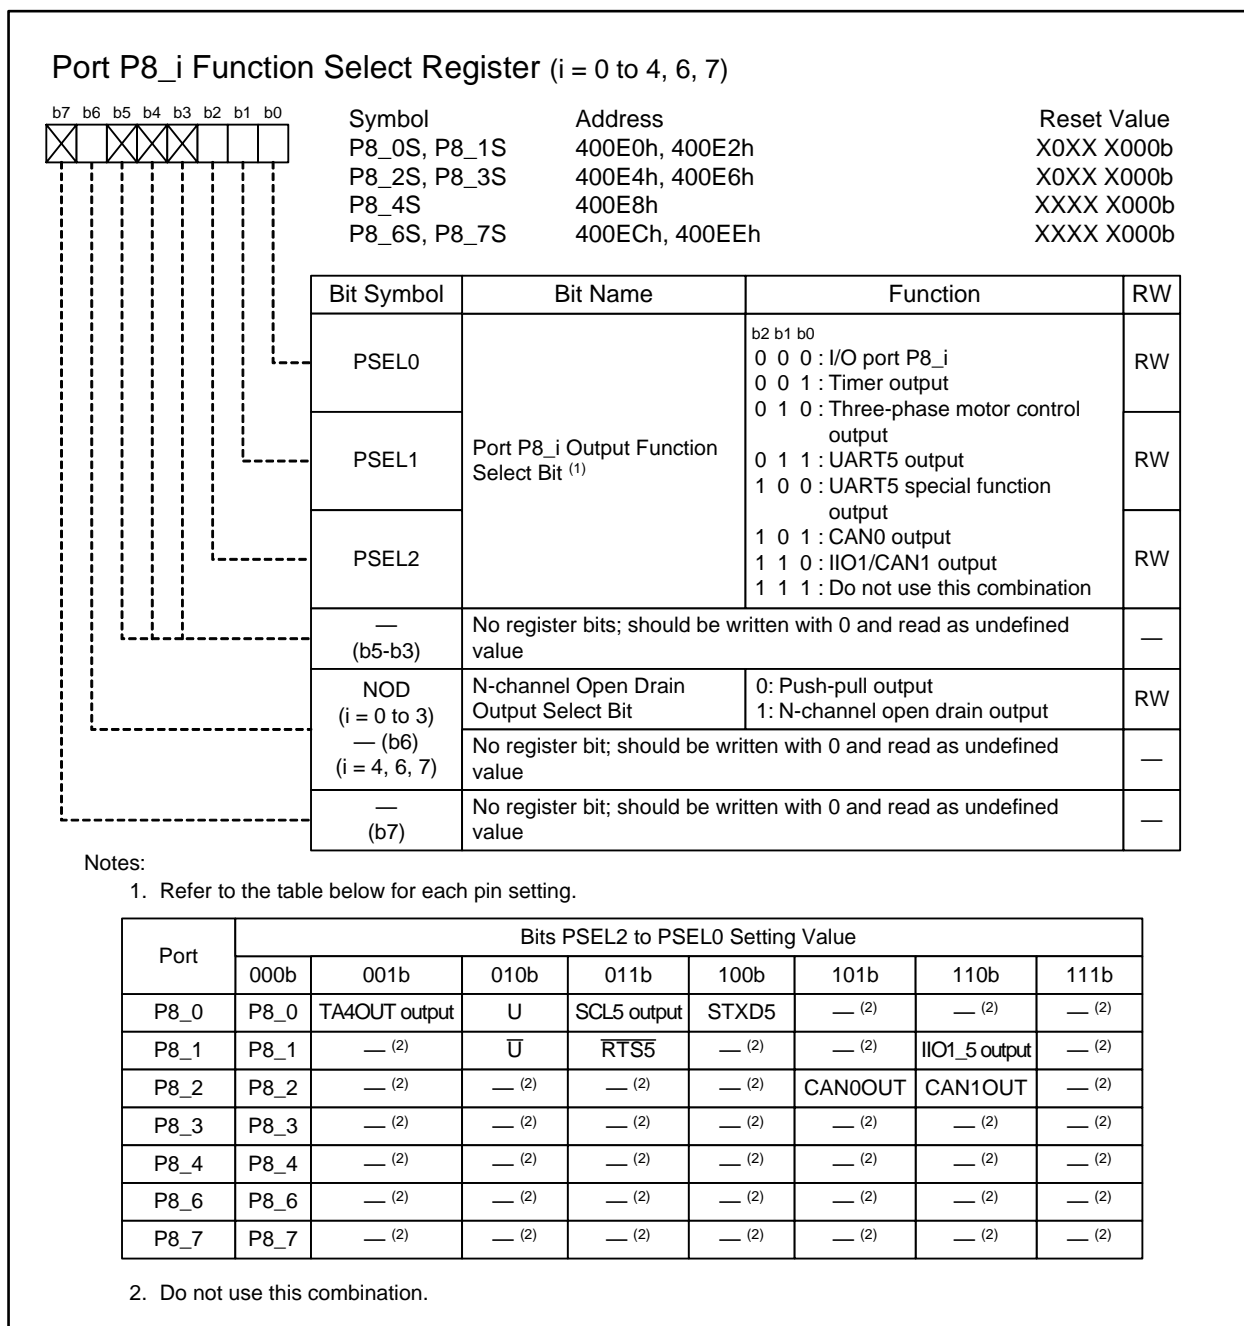 Port P8_i Function Select Register (i = 0 to 4, 6, 7)
b7 b6 b5 b4 b3 b2 b1 b0
Symbol Address Reset Value
P8_0S, P8_1S 400E0h, 400E2h X0XX X000b
P8_2S, P8_3S 400E4h, 400E6h X0XX X000b
P8_4S 400E8h XXXX X000b
P8_6S, P8_7S 400ECh, 400EEh XXXX X000b
Bit Symbol Bit Name Function RW
PSEL0 RW
PSEL1 RW
PSEL2 RW
Port P8_i Output Function
Select Bit (1)
b2 b1 b0
0 0 0 : I/O port P8_i
0 0 1 : Timer output
0 1 0 : Three-phase motor control
output
0 1 1 : UART5 output
1 0 0 : UART5 special function
output
1 0 1 : CAN0 output
1 1 0 : IIO1/CAN1 output
1 1 1 : Do not use this combination
—
(b5-b3)
No register bits; should be written with 0 and read as undefined
value
—
NOD
(i = 0 to 3)
— (b6)
(i = 4, 6, 7)
N-channel Open Drain
Output Select Bit
0: Push-pull output
1: N-channel open drain output
RW
No register bit; should be written with 0 and read as undefined
value
—
—
(b7)
No register bit; should be written with 0 and read as undefined
value
—
Notes:
1. Refer to the table below for each pin setting.
Port Bits PSEL2 to PSEL0 Setting Value
000b 001b 010b 011b 100b 101b 110b 111b
P8_0 P8_0 TA4OUT output U SCL5 output STXD5 — (2) — (2) — (2)
P8_1 P8_1 — (2) U̅ R̅T̅S̅5̅ — (2) — (2) IIO1_5 output — (2)
P8_2 P8_2 — (2) — (2) — (2) — (2) CAN0OUT CAN1OUT — (2)
P8_3 P8_3 — (2) — (2) — (2) — (2) — (2) — (2) — (2)
P8_4 P8_4 — (2) — (2) — (2) — (2) — (2) — (2) — (2)
P8_6 P8_6 — (2) — (2) — (2) — (2) — (2) — (2) — (2)
P8_7 P8_7 — (2) — (2) — (2) — (2) — (2) — (2) — (2)
2. Do not use this combination.